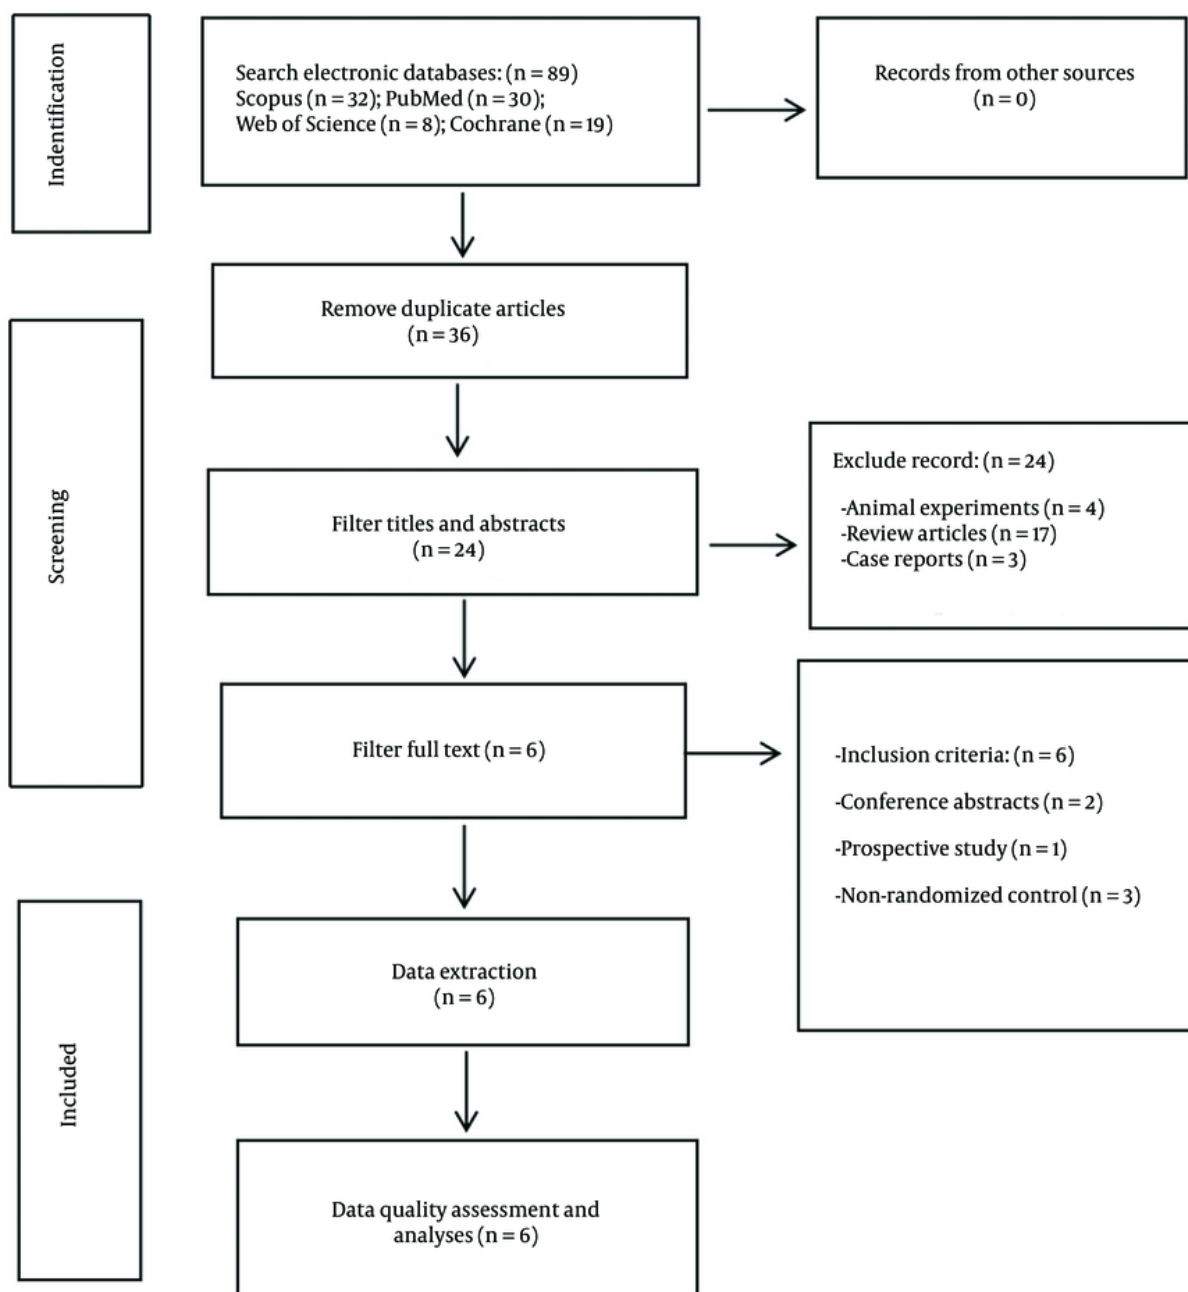 Indentification
Search electronic databases: (n = 89)
Scopus (n = 32); PubMed (n = 30);
Web of Science (n = 8); Cochrane (n = 19)
Records from other sources
(n = 0)
Remove duplicate articles
(n = 36)
Screening
Filter titles and abstracts
(n = 24)
Exclude record: (n = 24)
-Animal experiments (n = 4)
-Review articles (n = 17)
-Case reports (n = 3)
Filter full text (n = 6)
-Inclusion criteria: (n = 6)
-Conference abstracts (n = 2)
-Prospective study (n = 1)
-Non-randomized control (n = 3)
Included
Data extraction
(n = 6)
Data quality assessment and
analyses (n = 6)